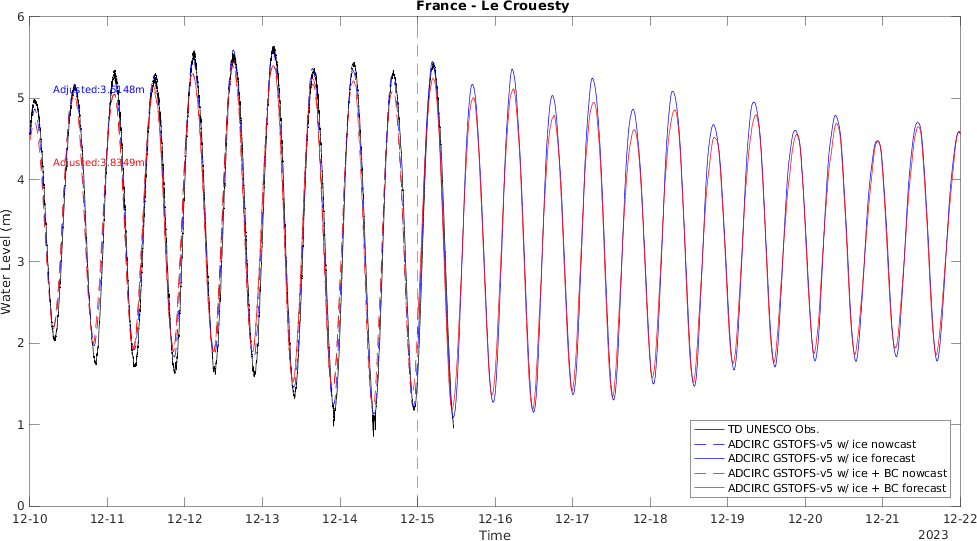 France - Le Crouesty
6
5
4
3
2
1
0
Water Level (m)
Adjusted:3.8349m
TD UNESCO Obs.
ADCIRC GSTOFS-v5 w/ ice nowcast
ADCIRC GSTOFS-v5 w/ ice forecast
ADCIRC GSTOFS-v5 w/ ice + BC nowcast
ADCIRC GSTOFS-v5 w/ ice + BC forecast
12-10 12-11 12-12 12-13 12-14 12-15 12-16 12-17 12-18 12-19 12-20 12-21 12-22
Time
2023